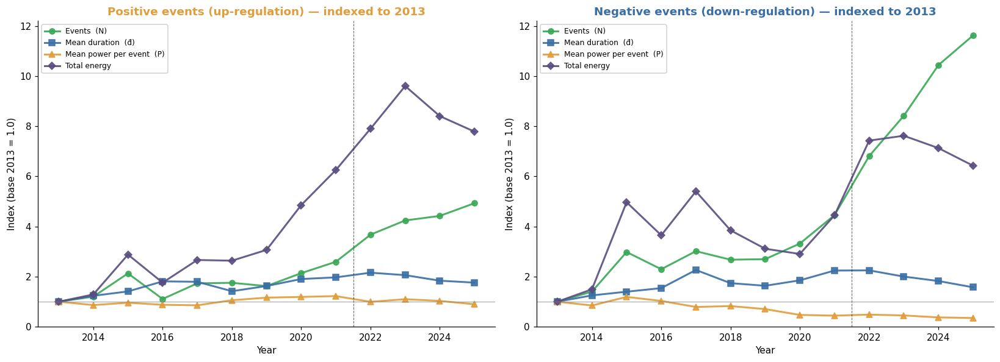 Positive events (up-regulation) — indexed to 2013
Events (N)
Mean duration (d̄)
Mean power per event (P)
Total energy
Index (base 2013 = 1.0)
12
10
8
6
4
2
0
2014 2016 2018 2020 2022 2024
Year
Negative events (down-regulation) — indexed to 2013
Events (N)
Mean duration (d̄)
Mean power per event (P)
Total energy
Index (base 2013 = 1.0)
12
10
8
6
4
2
0
2014 2016 2018 2020 2022 2024
Year